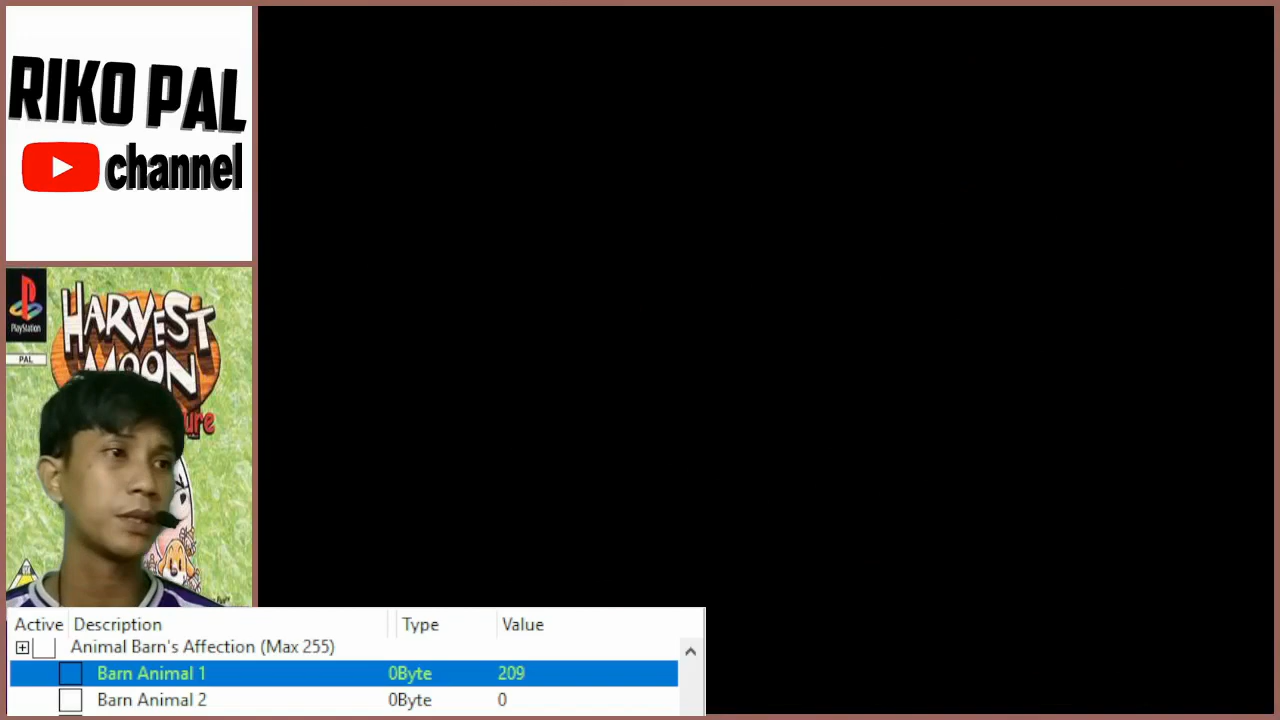 RIKO PAL
channel
PlayStation
PAL
HARVEST
MOON
ure
Active Description Type Value
Animal Barn's Affection (Max 255)
Barn Animal 1 0Byte 209
Barn Animal 2 0Byte 0